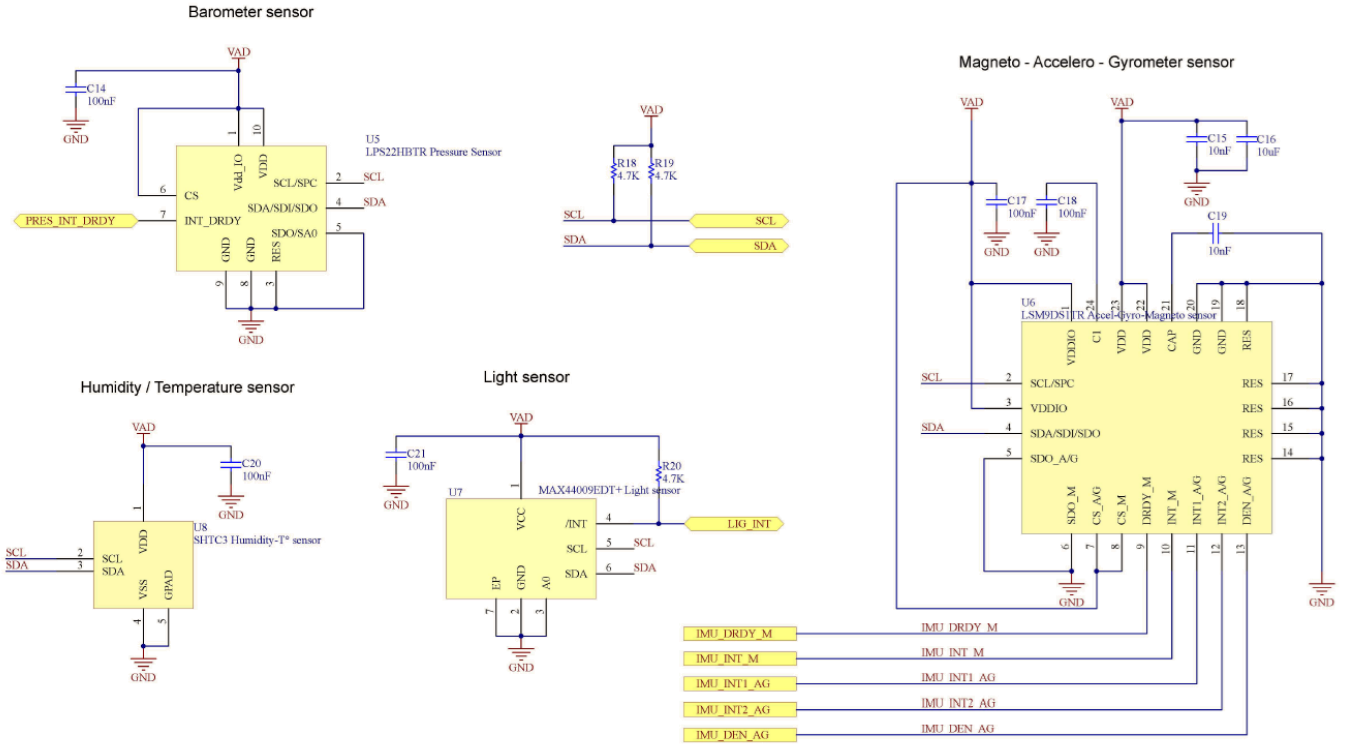 Barometer sensor
VAD
C14
100nF
GND
1
10
U5
LPS22HBTR Pressure Sensor
Vdd_IO
VDD
SCL/SPC
2
SCL
6
CS
SDA/SDI/SDO
4
SDA
PRES_INT_DRDY
7
INT_DRDY
SDO/SA0
5
GND
GND
RES
9
8
3
GND
VAD
R18
4.7K
R19
4.7K
SCL
SCL
SDA
SDA
Magneto - Accelero - Gyrometer sensor
VAD
VAD
C15
10nF
C16
10uF
GND
C17
100nF
C18
100nF
GND
GND
C19
10nF
U6
LSM9DS1TR Accel-Gyro-Magneto sensor
1
24
23
22
21
20
19
18
VDDIO
C1
VDD
VDD
CAP
GND
GND
RES
SCL
2
SCL/SPC
RES
17
3
VDDIO
RES
16
SDA
4
SDA/SDI/SDO
RES
15
5
SDO_A/G
RES
14
SDO_M
CS_A/G
CS_M
DRDY_M
INT_M
INT1_A/G
INT2_A/G
DEN_A/G
6
7
8
9
10
11
12
13
GND
GND
IMU_DRDY_M
IMU_DRDY_M
IMU_INT_M
IMU_INT_M
IMU_INT1_AG
IMU_INT1_AG
IMU_INT2_AG
IMU_INT2_AG
IMU_DEN_AG
IMU_DEN_AG
Humidity / Temperature sensor
VAD
C20
100nF
GND
1
U8
SHTC3 Humidity-T° sensor
VDD
SCL
2
SCL
SDA
3
SDA
VSS
GPAD
4
5
GND
Light sensor
VAD
C21
100nF
GND
R20
4.7K
U7
1
MAX44009EDT+ Light sensor
VCC
/INT
4
LIG_INT
SCL
5
SCL
SDA
6
SDA
EP
GND
A0
7
2
3
GND